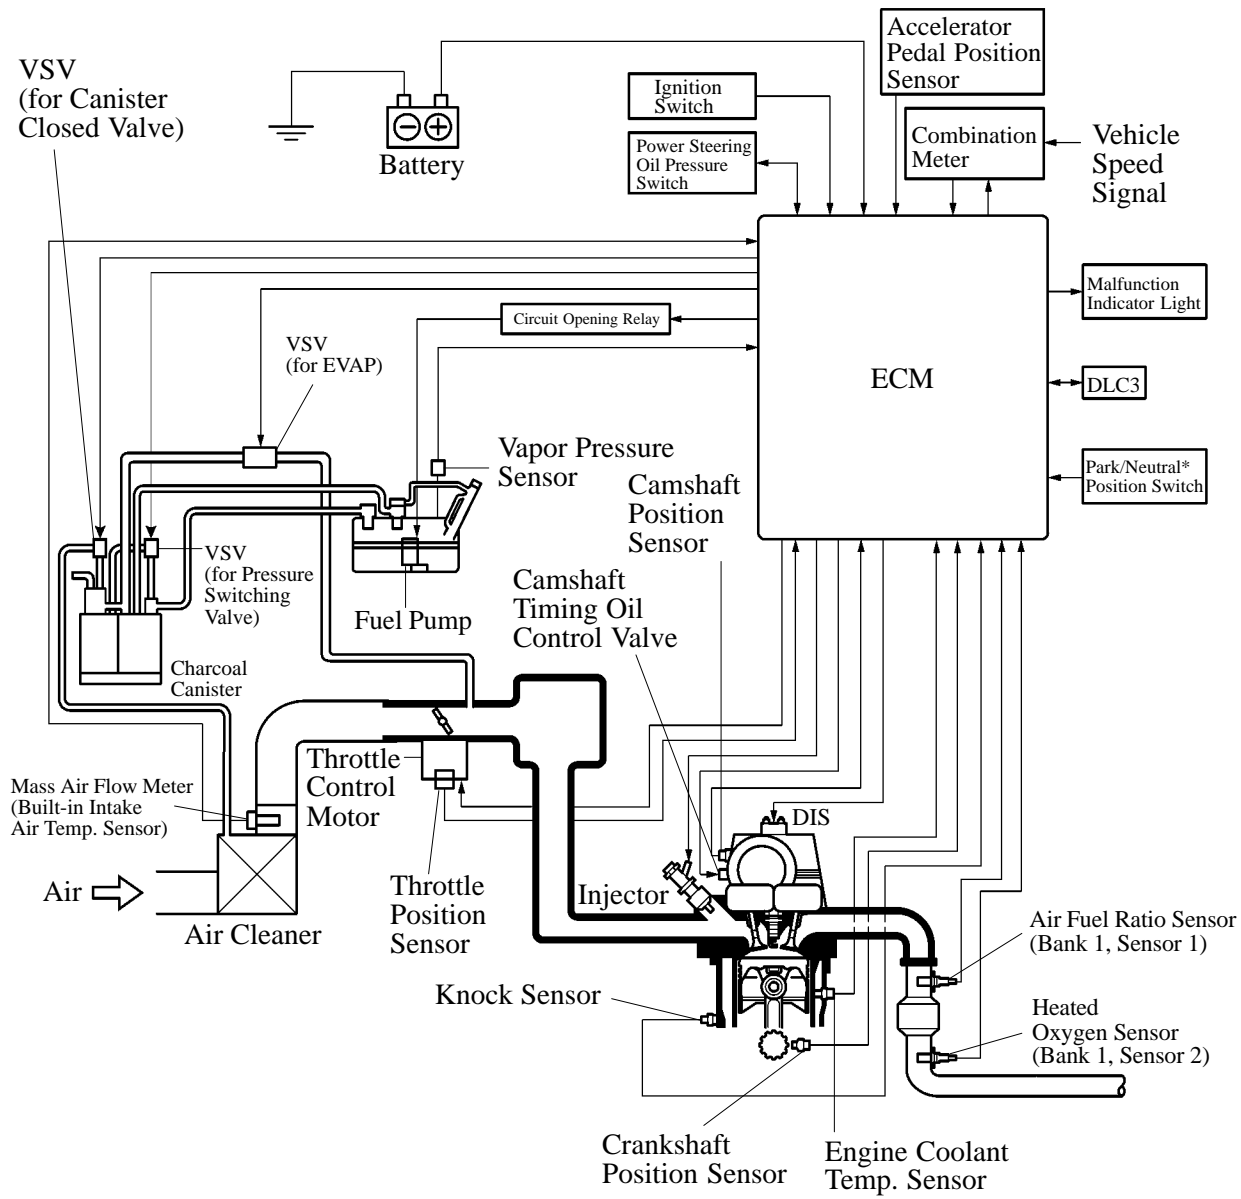 VSV
(for Canister
Closed Valve)
Battery
Ignition
Switch
Power Steering
Oil Pressure
Switch
Accelerator
Pedal Position
Sensor
Combination
Meter
Vehicle
Speed
Signal
Malfunction
Indicator Light
Circuit Opening Relay
VSV
(for EVAP)
ECM
DLC3
Vapor Pressure
Sensor
Park/Neutral*
Position Switch
Camshaft
Position
Sensor
VSV
(for Pressure
Switching
Valve)
Camshaft
Timing Oil
Control Valve
Fuel Pump
Charcoal
Canister
Throttle
Control
Motor
Mass Air Flow Meter
(Built-in Intake
Air Temp. Sensor)
DIS
Air
Air Cleaner
Throttle
Position
Sensor
Injector
Air Fuel Ratio Sensor
(Bank 1, Sensor 1)
Knock Sensor
Heated
Oxygen Sensor
(Bank 1, Sensor 2)
Crankshaft
Position Sensor
Engine Coolant
Temp. Sensor